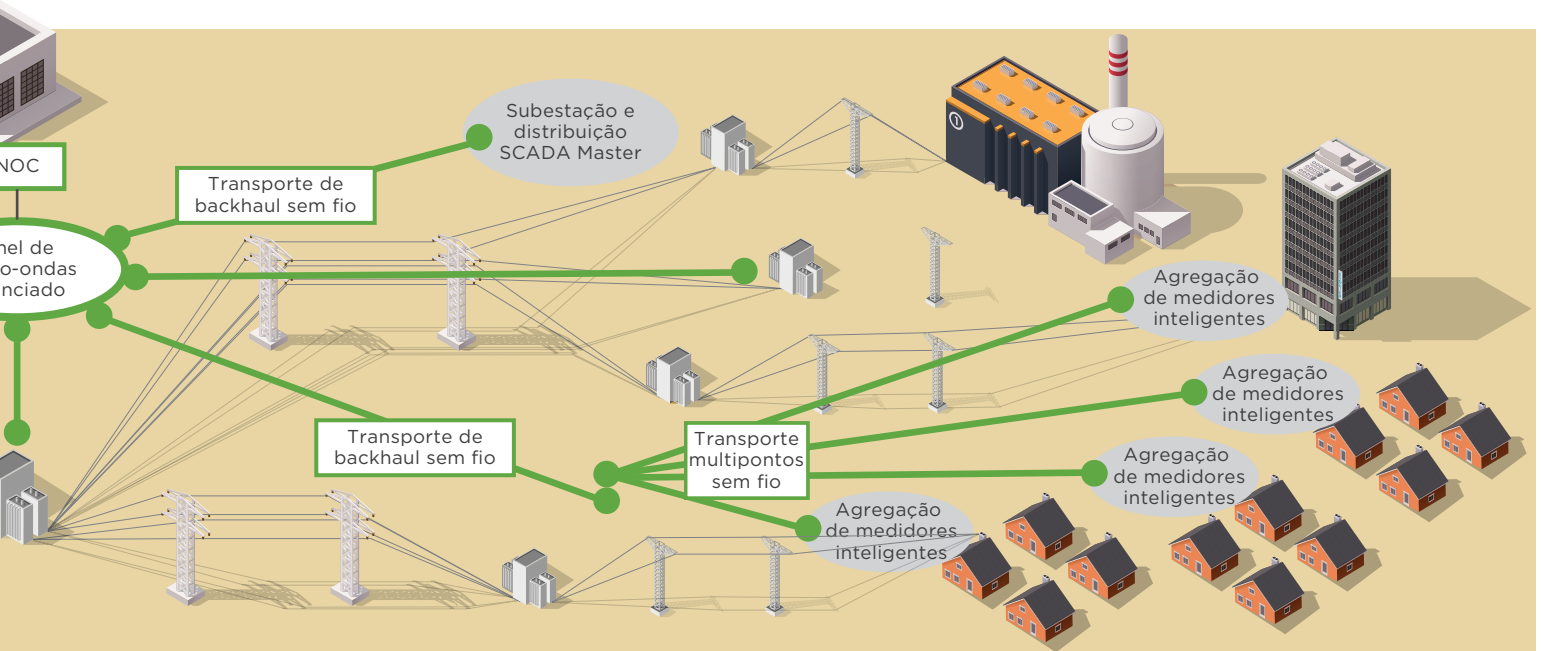 Subestação e
distribuição
SCADA Master
NOC
Transporte de
backhaul sem fio
nel de
o-ondas
nciado
Agregação
de medidores
inteligentes
Agregação
de medidores
inteligentes
Transporte de
backhaul sem fio
Transporte
multipontos
sem fio
Agregação
de medidores
inteligentes
Agregação
de medidores
inteligentes
1